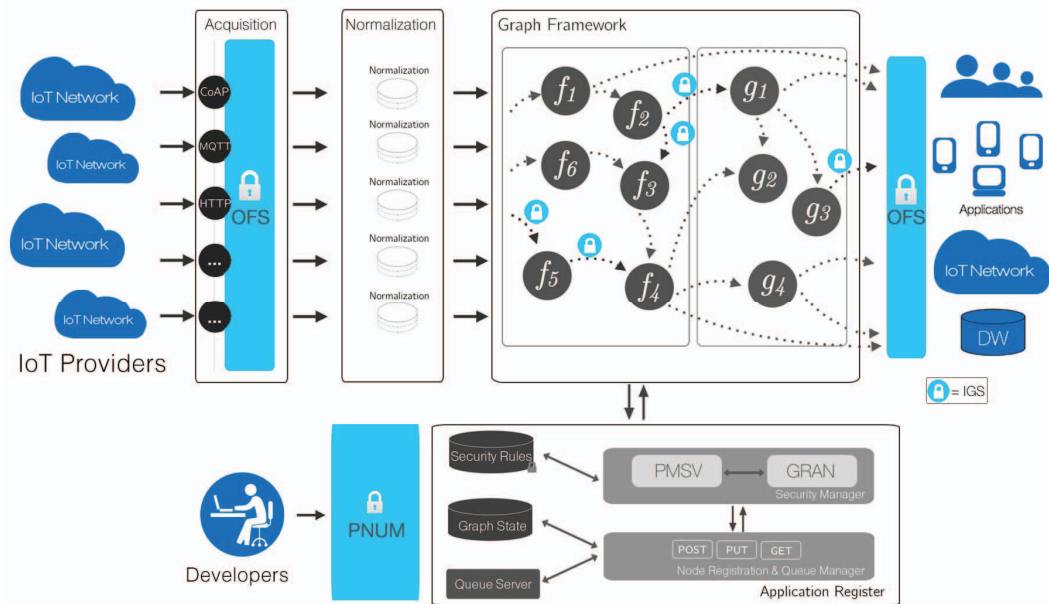 Acquisition
Normalization
Graph Framework
IoT Network
IoT Network
IoT Network
IoT Network
IoT Network
IoT Providers
CoAP
MQTT
HTTP
...
...
OFS
Normalization
Normalization
Normalization
Normalization
Normalization
f1
f2
f6
f3
f5
f4
g1
g2
g3
g4
OFS
Applications
IoT Network
DW
= IGS
Developers
PNUM
Security Rules
Graph State
Queue Server
PMSV
GRAN
Security Manager
POST
PUT
GET
Node Registration & Queue Manager
Application Register